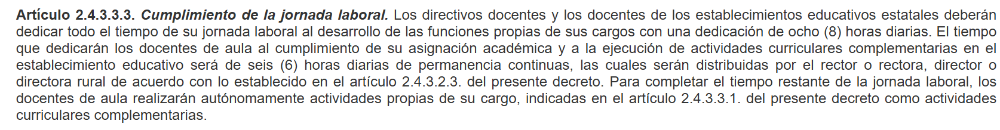 Artículo 2.4.3.3.3. Cumplimiento de la jornada laboral. Los directivos docentes y los docentes de los establecimientos educativos estatales deberán
dedicar todo el tiempo de su jornada laboral al desarrollo de las funciones propias de sus cargos con una dedicación de ocho (8) horas diarias. El tiempo
que dedicarán los docentes de aula al cumplimiento de su asignación académica y a la ejecución de actividades curriculares complementarias en el
establecimiento educativo será de seis (6) horas diarias de permanencia continuas, las cuales serán distribuidas por el rector o rectora, director o
directora rural de acuerdo con lo establecido en el artículo 2.4.3.2.3. del presente decreto. Para completar el tiempo restante de la jornada laboral, los
docentes de aula realizarán autónomamente actividades propias de su cargo, indicadas en el artículo 2.4.3.3.1. del presente decreto como actividades
curriculares complementarias.